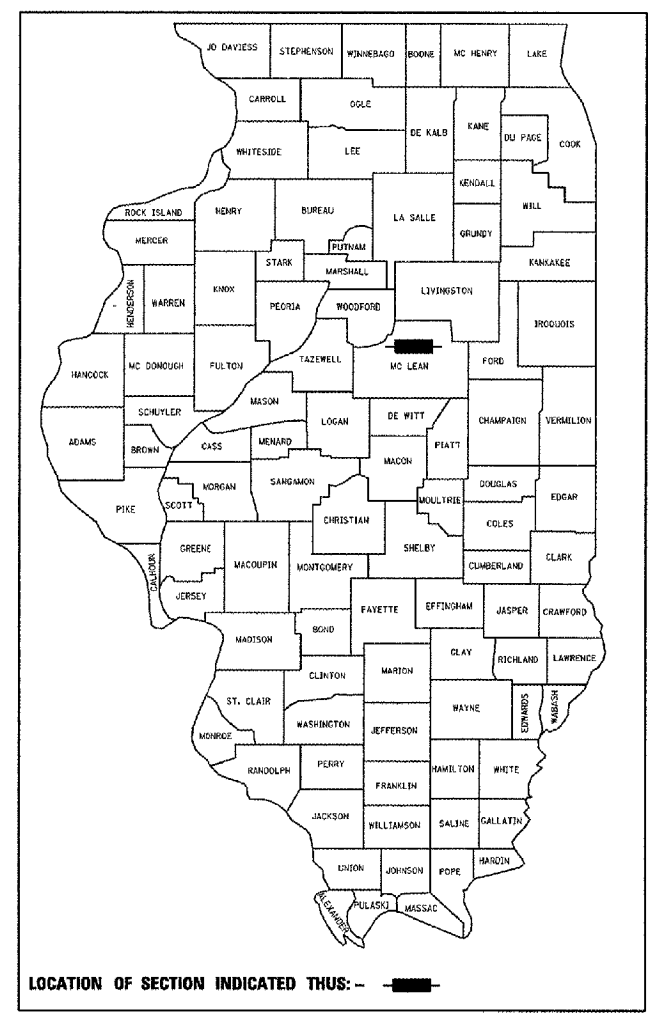 JO DAVIESS
STEPHENSON
WINNEBAGO
BOONE
MC HENRY
LAKE
CARROLL
OGLE
DE KALB
KANE
DU PAGE
COOK
WHITESIDE
LEE
KENDALL
WILL
ROCK ISLAND
HENRY
BUREAU
LA SALLE
GRUNDY
MERCER
PUTNAM
STARK
MARSHALL
KANKAKEE
HENDERSON
WARREN
KNOX
PEORIA
WOODFORD
LIVINGSTON
IROQUOIS
HANCOCK
MC DONOUGH
FULTON
TAZEWELL
MC LEAN
FORD
MASON
SCHUYLER
LOGAN
DE WITT
CHAMPAIGN
VERMILION
ADAMS
BROWN
CASS
MENARD
PIATT
MACON
PIKE
SCOTT
MORGAN
SANGAMON
MOULTRIE
DOUGLAS
EDGAR
CHRISTIAN
COLES
GREENE
MACOUPIN
MONTGOMERY
SHELBY
CUMBERLAND
CLARK
CALHOUN
JERSEY
FAYETTE
EFFINGHAM
JASPER
CRAWFORD
MADISON
BOND
CLAY
RICHLAND
LAWRENCE
CLINTON
MARION
ST. CLAIR
WASHINGTON
JEFFERSON
WAYNE
EDWARDS
WABASH
MONROE
RANDOLPH
PERRY
FRANKLIN
HAMILTON
WHITE
JACKSON
WILLIAMSON
SALINE
GALLATIN
UNION
JOHNSON
POPE
HARDIN
ALEXANDER
PULASKI
MASSAC
LOCATION OF SECTION INDICATED THUS: -